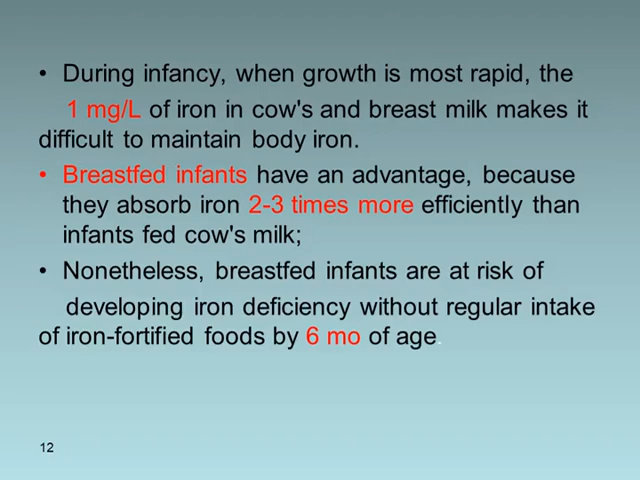 • During infancy, when growth is most rapid, the
1 mg/L of iron in cow's and breast milk makes it
difficult to maintain body iron.
• Breastfed infants have an advantage, because
they absorb iron 2-3 times more efficiently than
infants fed cow's milk;
• Nonetheless, breastfed infants are at risk of
developing iron deficiency without regular intake
of iron-fortified foods by 6 mo of age.
12